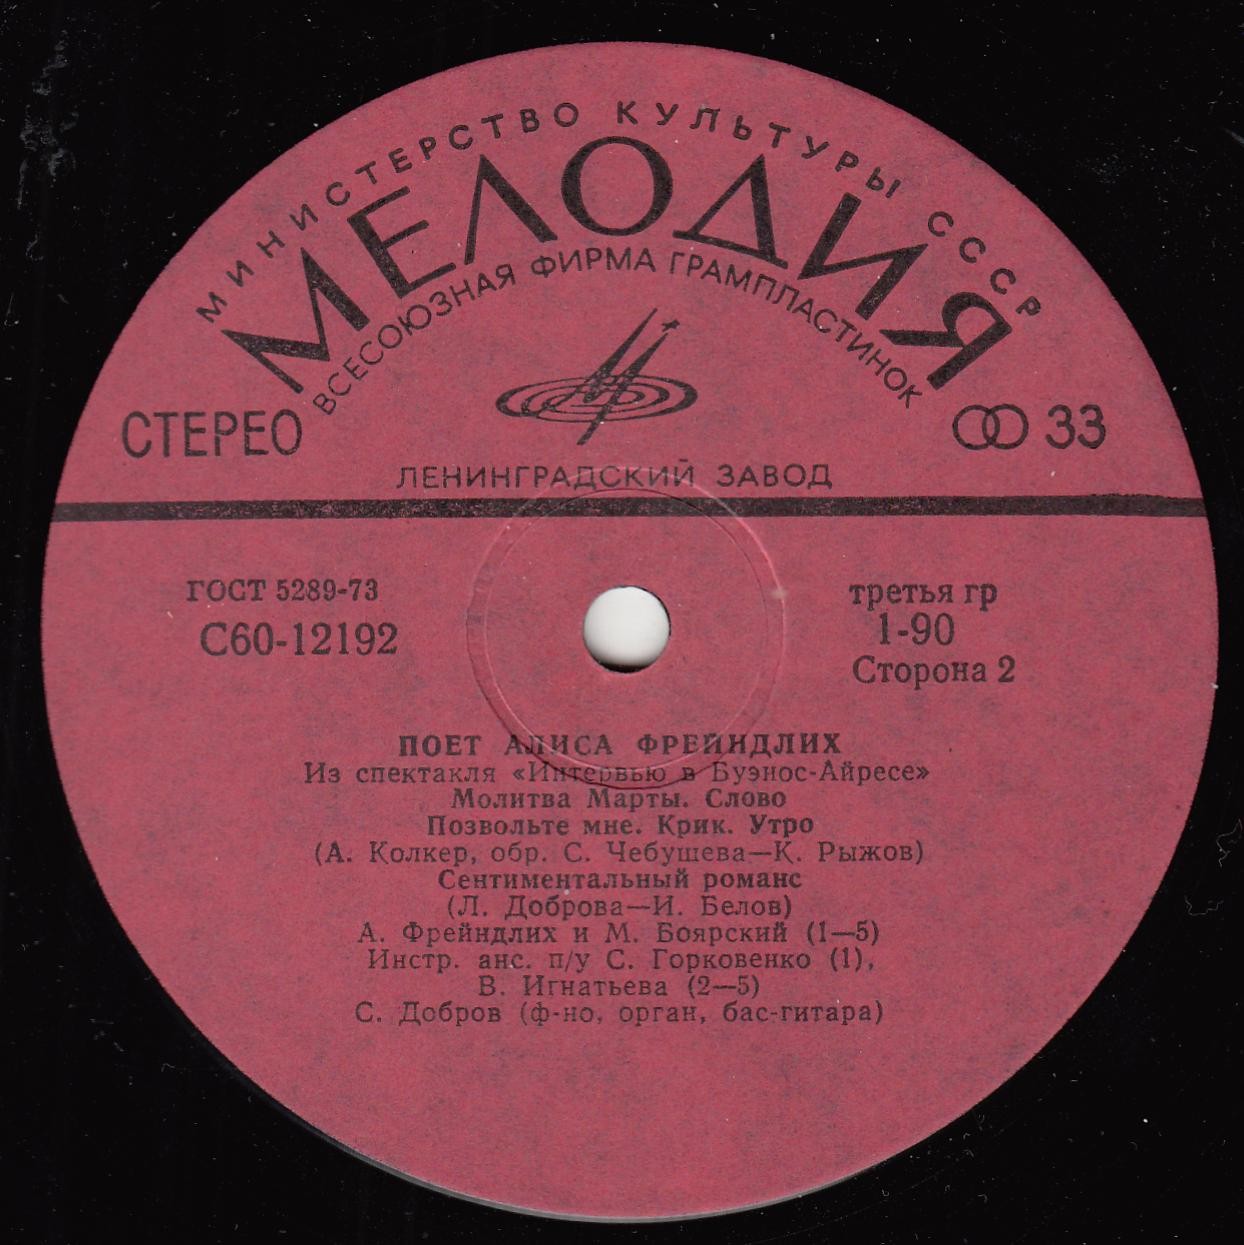 МИНИСТЕРСТВО КУЛЬТУРЫ СССР
МЕЛОДИЯ
ВСЕСОЮЗНАЯ ФИРМА ГРАМПЛАСТИНОК
СТЕРЕО
33
ЛЕНИНГРАДСКИЙ ЗАВОД
ГОСТ 5289-73
С60-12192
третья гр
1-90
Сторона 2
ПОЕТ АЛИСА ФРЕЙНДЛИХ
Из спектакля «Интервью в Буэнос-Айресе»
Молитва Марты. Слово
Позвольте мне. Крик. Утро
(А. Колкер, обр. С. Чебушева—К. Рыжов)
Сентиментальный романс
(Л. Доброва—И. Белов)
А. Фрейндлих и М. Боярский (1—5)
Инстр. анс. п/у С. Горковенко (1),
В. Игнатьева (2—5)
С. Добров (ф-но, орган, бас-гитара)